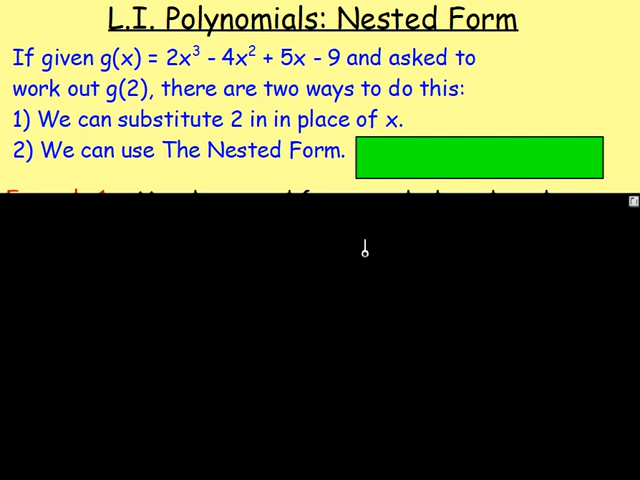 L.I. Polynomials: Nested Form
If given g(x) = 2x³ - 4x² + 5x - 9 and asked to
work out g(2), there are two ways to do this:
1) We can substitute 2 in in place of x.
2) We can use The Nested Form.